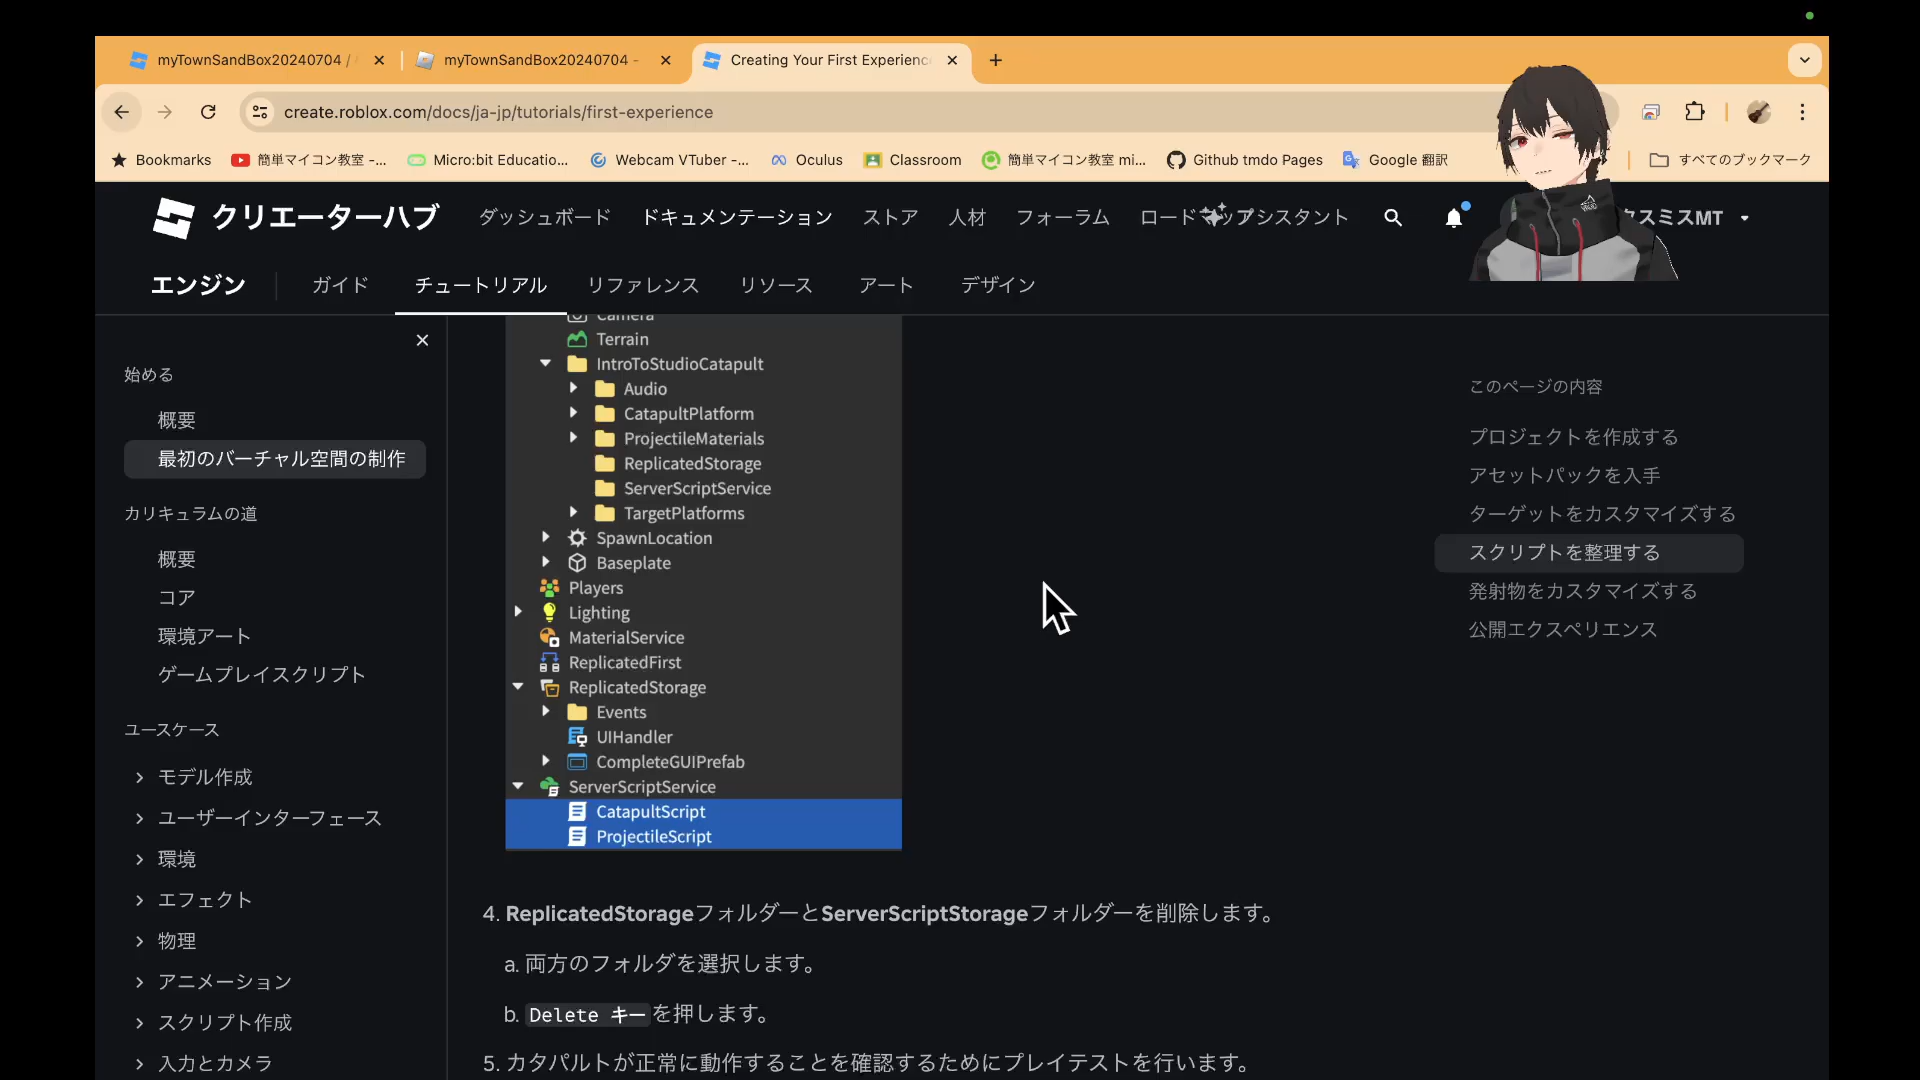 myTownSandBox20240704 /
myTownSandBox20240704 -
Creating Your First Experienc
create.roblox.com/docs/ja-jp/tutorials/first-experience
Bookmarks
簡単マイコン教室 -...
Micro:bit Educatio...
Webcam VTuber -...
Oculus
Classroom
簡単マイコン教室 mi...
Github tmdo Pages
Google 翻訳
すべてのブックマーク
クリエーターハブ
ダッシュボード
ドキュメンテーション
ストア
人材
フォーラム
ロードップシスタント
クスミスMT
エンジン
ガイド
チュートリアル
リファレンス
リソース
アート
デザイン
始める
概要
最初のバーチャル空間の制作
カリキュラムの道
概要
コア
環境アート
ゲームプレイスクリプト
ユースケース
モデル作成
ユーザーインターフェース
環境
エフェクト
物理
アニメーション
スクリプト作成
入力とカメラ
Camera
Terrain
IntroToStudioCatapult
Audio
CatapultPlatform
ProjectileMaterials
ReplicatedStorage
ServerScriptService
TargetPlatforms
SpawnLocation
Baseplate
Players
Lighting
MaterialService
ReplicatedFirst
ReplicatedStorage
Events
UIHandler
CompleteGUIPrefab
ServerScriptService
CatapultScript
ProjectileScript
4. ReplicatedStorageフォルダーとServerScriptStorageフォルダーを削除します。
a. 両方のフォルダを選択します。
b. Delete キーを押します。
5. カタパルトが正常に動作することを確認するためにプレイテストを行います。
このページの内容
プロジェクトを作成する
アセットパックを入手
ターゲットをカスタマイズする
スクリプトを整理する
発射物をカスタマイズする
公開エクスペリエンス